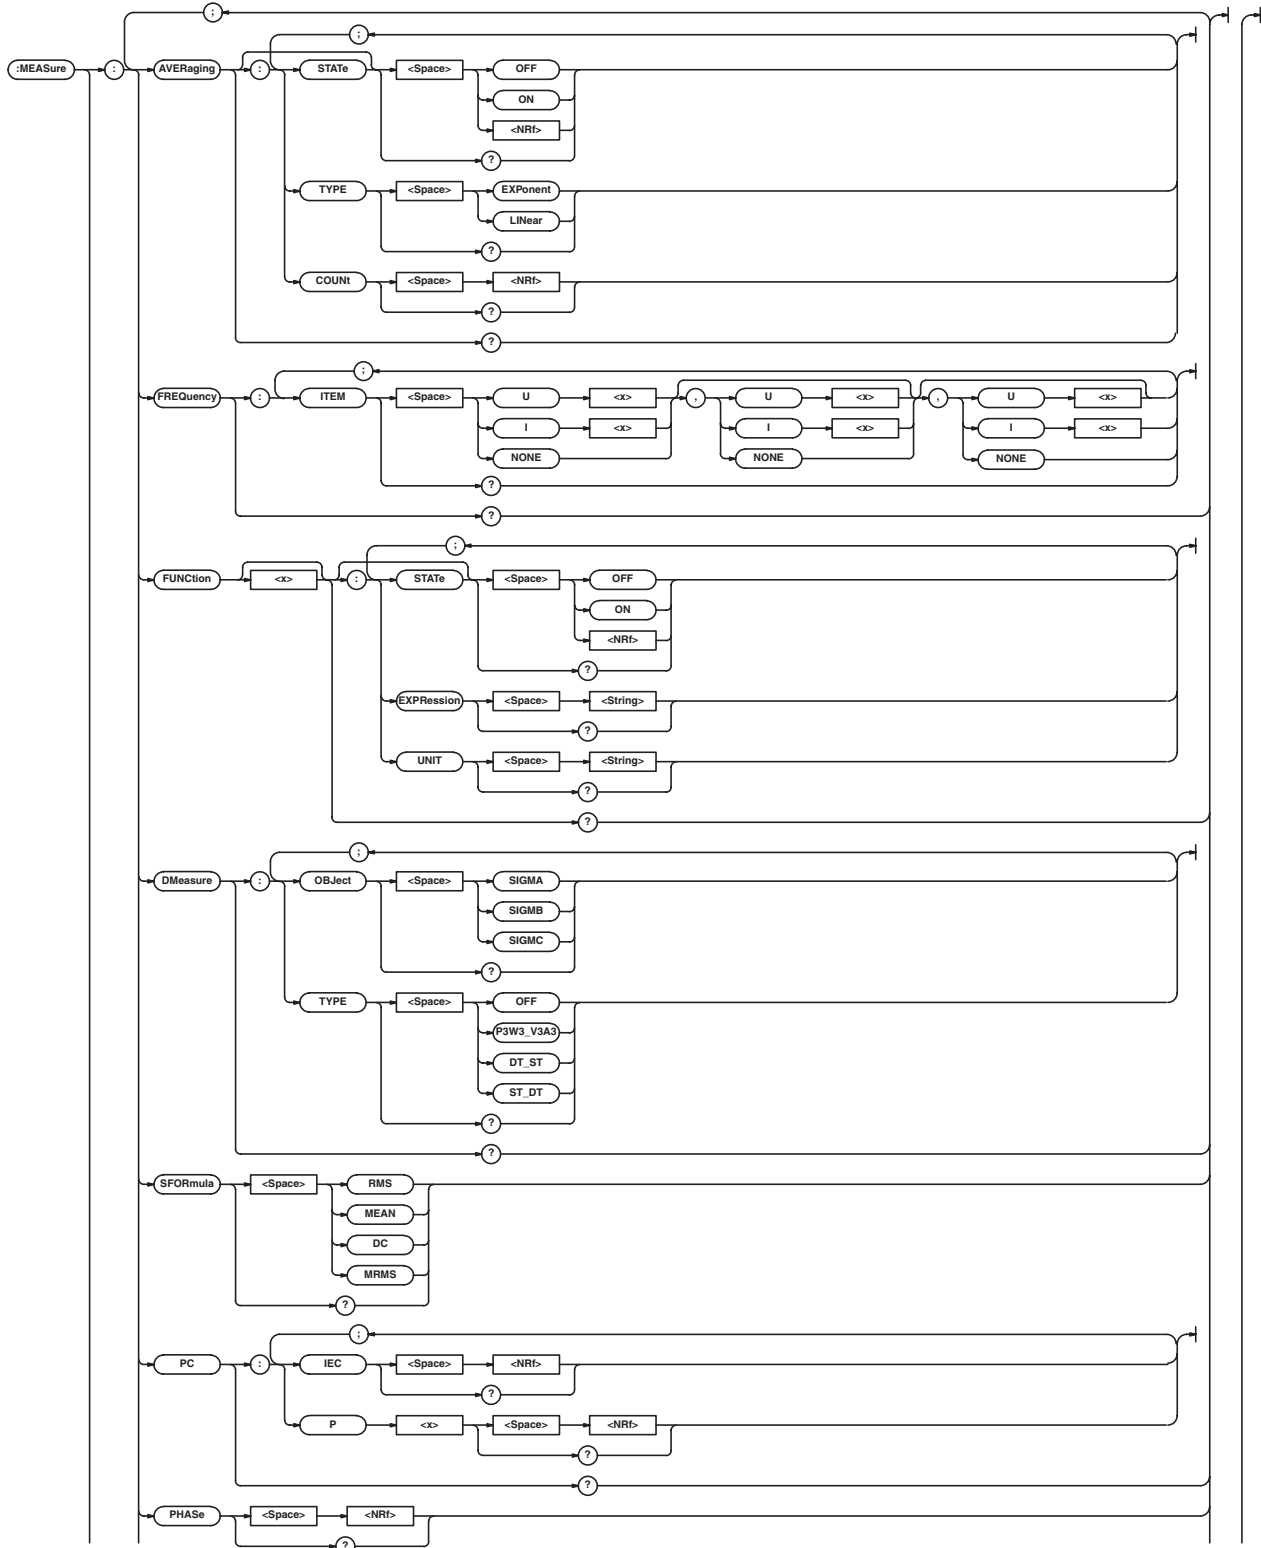 ;
;
:MEASure : AVERaging : STATe <Space> OFF
ON
<NRf>
?
TYPE <Space> EXPonent
LINear
?
COUNt <Space> <NRf>
?
?
;
FREQuency : ITEM <Space> U <x> , U <x> , U <x>
I <x> I <x> I <x>
NONE NONE NONE
?
?
;
FUNCtion <x> : STATe <Space> OFF
ON
<NRf>
?
EXPRession <Space> <String>
?
UNIT <Space> <String>
?
?
;
DMeasure : OBJect <Space> SIGMA
SIGMB
SIGMC
?
TYPE <Space> OFF
P3W3_V3A3
DT_ST
ST_DT
?
?
SFORmula <Space> RMS
MEAN
DC
MRMS
?
;
PC : IEC <Space> <NRf>
?
P <x> <Space> <NRf>
?
?
PHASe <Space> <NRf>
?